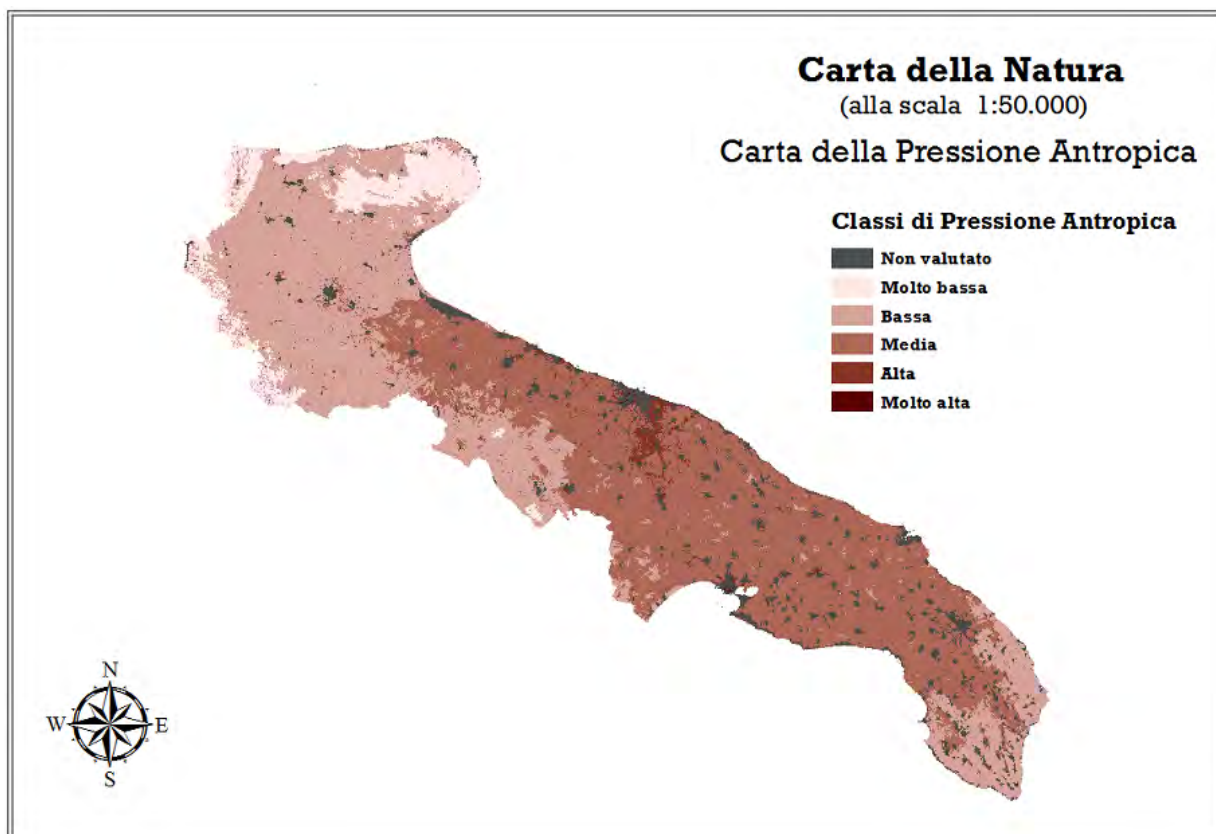 Carta della Natura
(alla scala 1:50.000)
Carta della Pressione Antropica
Classi di Pressione Antropica
Non valutato
Molto bassa
Bassa
Media
Alta
Molto alta
N
W E
S